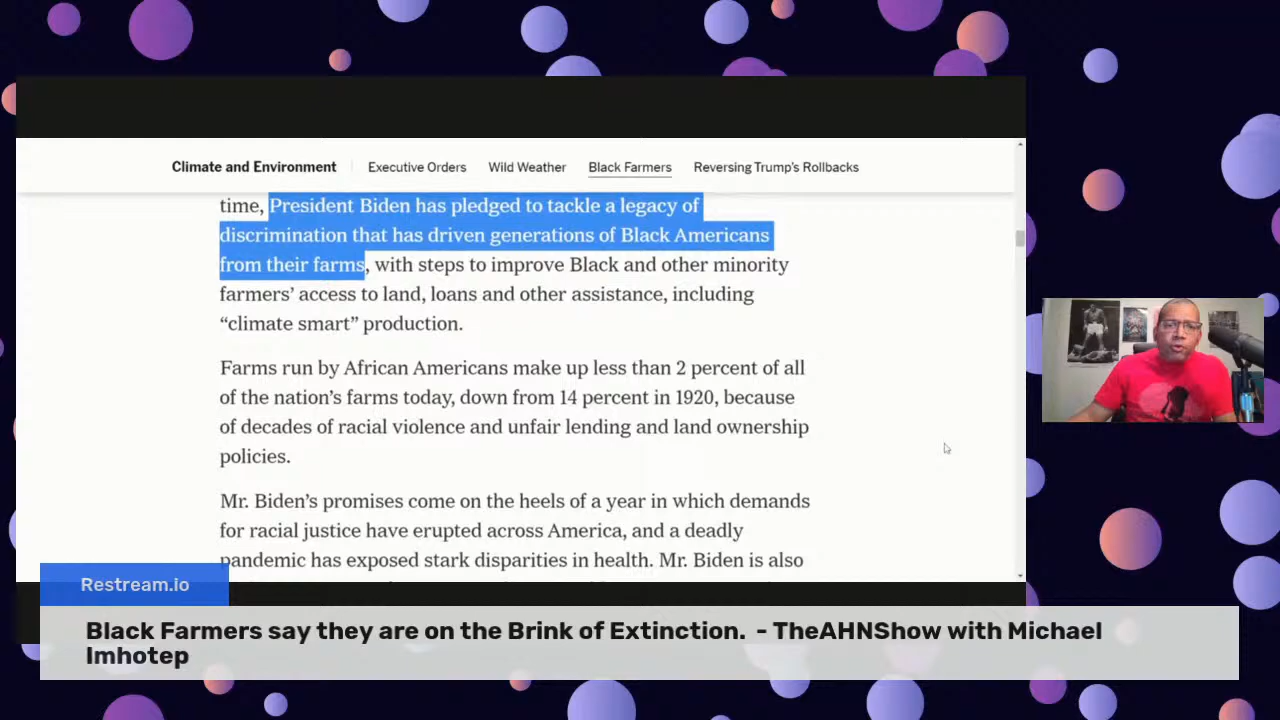 Climate and Environment Executive Orders Wild Weather Black Farmers Reversing Trump's Rollbacks
time, President Biden has pledged to tackle a legacy of
discrimination that has driven generations of Black Americans
from their farms, with steps to improve Black and other minority
farmers’ access to land, loans and other assistance, including
“climate smart” production.
Farms run by African Americans make up less than 2 percent of all
of the nation’s farms today, down from 14 percent in 1920, because
of decades of racial violence and unfair lending and land ownership
policies.
Mr. Biden’s promises come on the heels of a year in which demands
for racial justice have erupted across America, and a deadly
pandemic has exposed stark disparities in health. Mr. Biden is also
Restream.io
Black Farmers say they are on the Brink of Extinction. - TheAHNShow with Michael
Imhotep